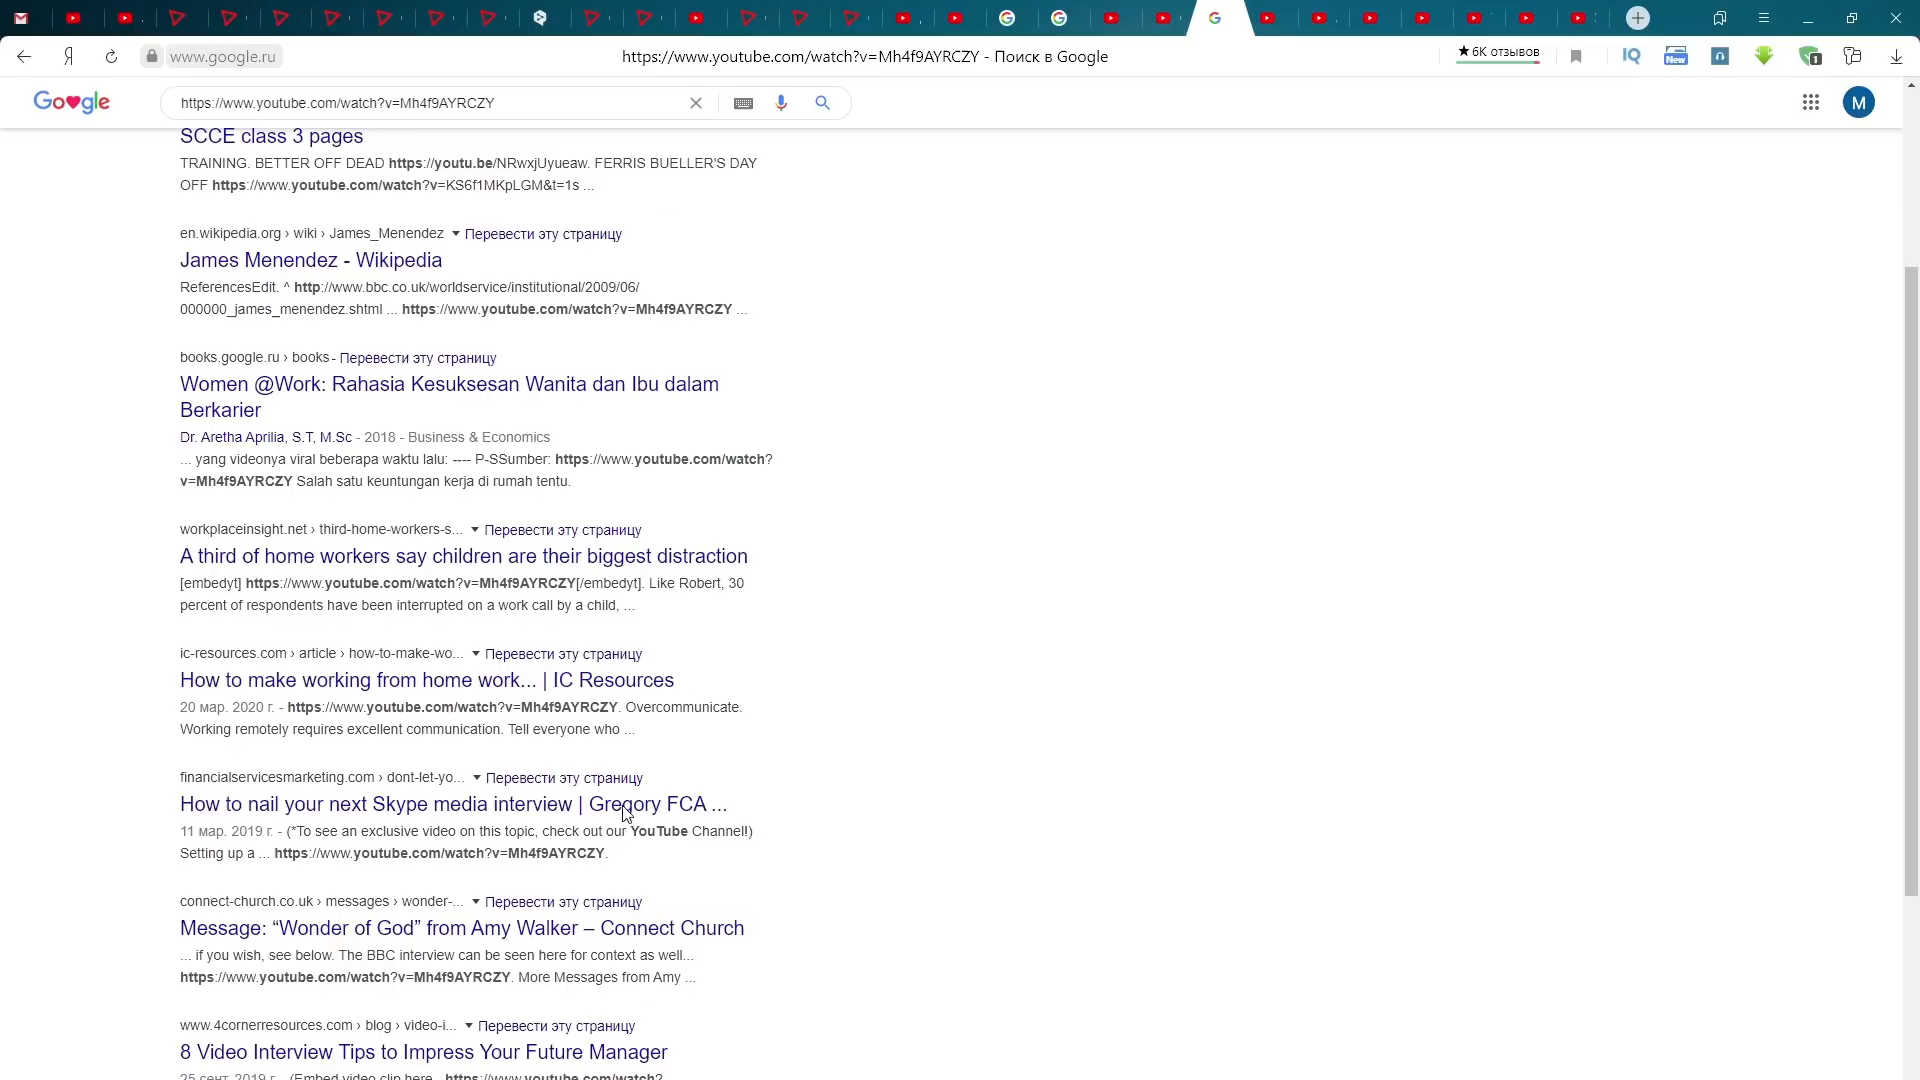 www.google.ru
https://www.youtube.com/watch?v=Mh4f9AYRCZY - Поиск в Google
★ 6К отзывов
Google
https://www.youtube.com/watch?v=Mh4f9AYRCZY
M
SCCE class 3 pages
TRAINING. BETTER OFF DEAD https://youtu.be/NRwxjUyueaw. FERRIS BUELLER'S DAY
OFF https://www.youtube.com/watch?v=KS6f1MKpLGM&t=1s ...
en.wikipedia.org › wiki › James_Menendez ▼ Перевести эту страницу
James Menendez - Wikipedia
ReferencesEdit. ^ http://www.bbc.co.uk/worldservice/institutional/2009/06/
000000_james_menendez.shtml ... https://www.youtube.com/watch?v=Mh4f9AYRCZY ...
books.google.ru › books - Перевести эту страницу
Women @Work: Rahasia Kesuksesan Wanita dan Ibu dalam
Berkarier
Dr. Aretha Aprilia, S.T, M.Sc - 2018 - Business & Economics
... yang videonya viral beberapa waktu lalu: ---- P-SSumber: https://www.youtube.com/watch?
v=Mh4f9AYRCZY Salah satu keuntungan kerja di rumah tentu.
workplaceinsight.net › third-home-workers-s... ▼ Перевести эту страницу
A third of home workers say children are their biggest distraction
[embedyt] https://www.youtube.com/watch?v=Mh4f9AYRCZY[/embedyt]. Like Robert, 30
percent of respondents have been interrupted on a work call by a child, ...
ic-resources.com › article › how-to-make-wo... ▼ Перевести эту страницу
How to make working from home work... | IC Resources
20 мар. 2020 г. - https://www.youtube.com/watch?v=Mh4f9AYRCZY. Overcommunicate.
Working remotely requires excellent communication. Tell everyone who ...
financialservicesmarketing.com › dont-let-yo... ▼ Перевести эту страницу
How to nail your next Skype media interview | Gregory FCA ...
11 мар. 2019 г. - (*To see an exclusive video on this topic, check out our YouTube Channel!)
Setting up a ... https://www.youtube.com/watch?v=Mh4f9AYRCZY.
connect-church.co.uk › messages › wonder-... ▼ Перевести эту страницу
Message: “Wonder of God” from Amy Walker – Connect Church
... if you wish, see below. The BBC interview can be seen here for context as well...
https://www.youtube.com/watch?v=Mh4f9AYRCZY. More Messages from Amy ...
www.4cornerresources.com › blog › video-i... ▼ Перевести эту страницу
8 Video Interview Tips to Impress Your Future Manager
25 сент. 2019 г. - (Embed video clip here - https://www.youtube.com/watch?